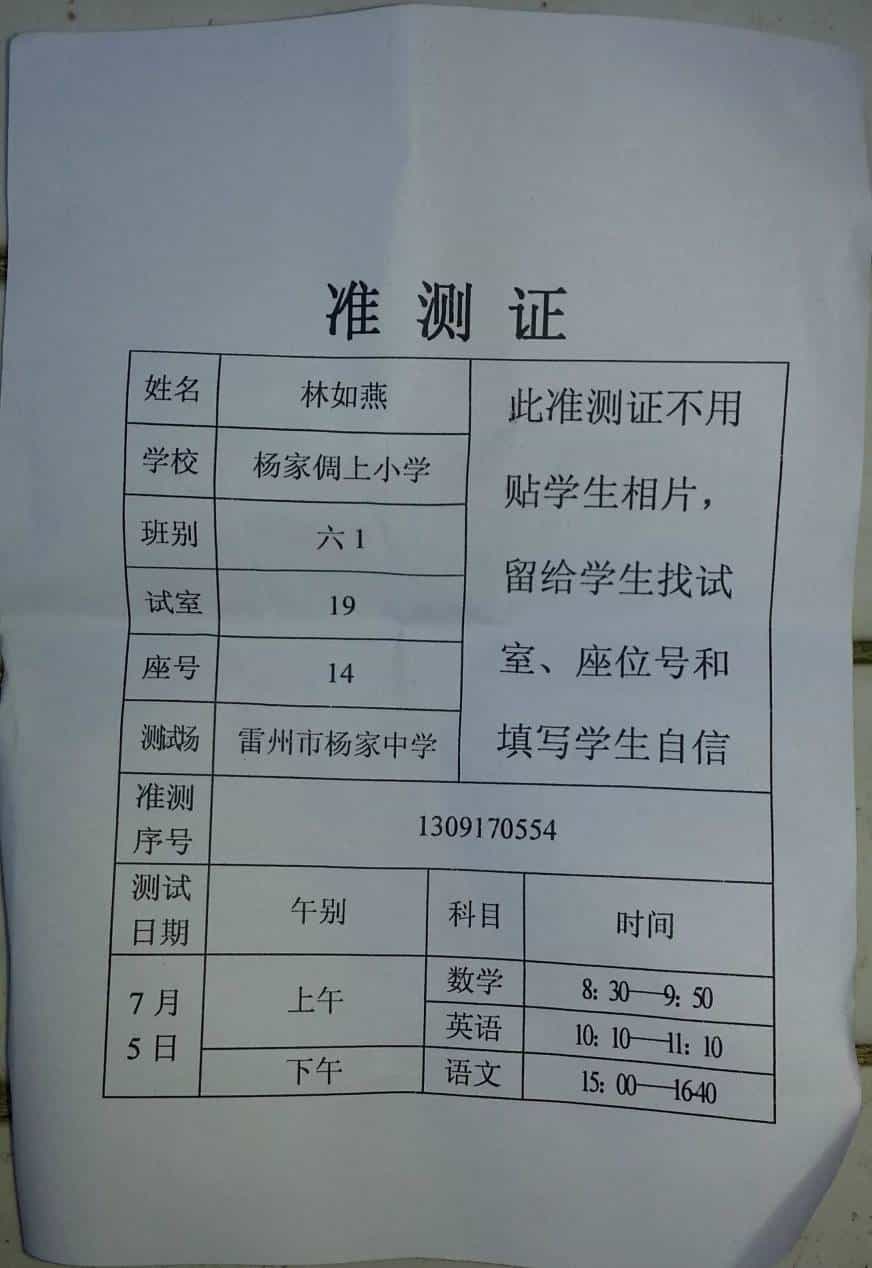 准测证
姓名 林如燕
学校 杨家倜上小学
班别 六1
试室 19
座号 14
测试场 雷州市杨家中学
此准测证不用
贴学生相片，
留给学生找试
室、座位号和
填写学生自信
准测
序号
1309170554
测试
日期
午别 科目 时间
7月
5日
上午 数学 8：30—9：50
英语 10：10—11：10
下午 语文 15：00—1640